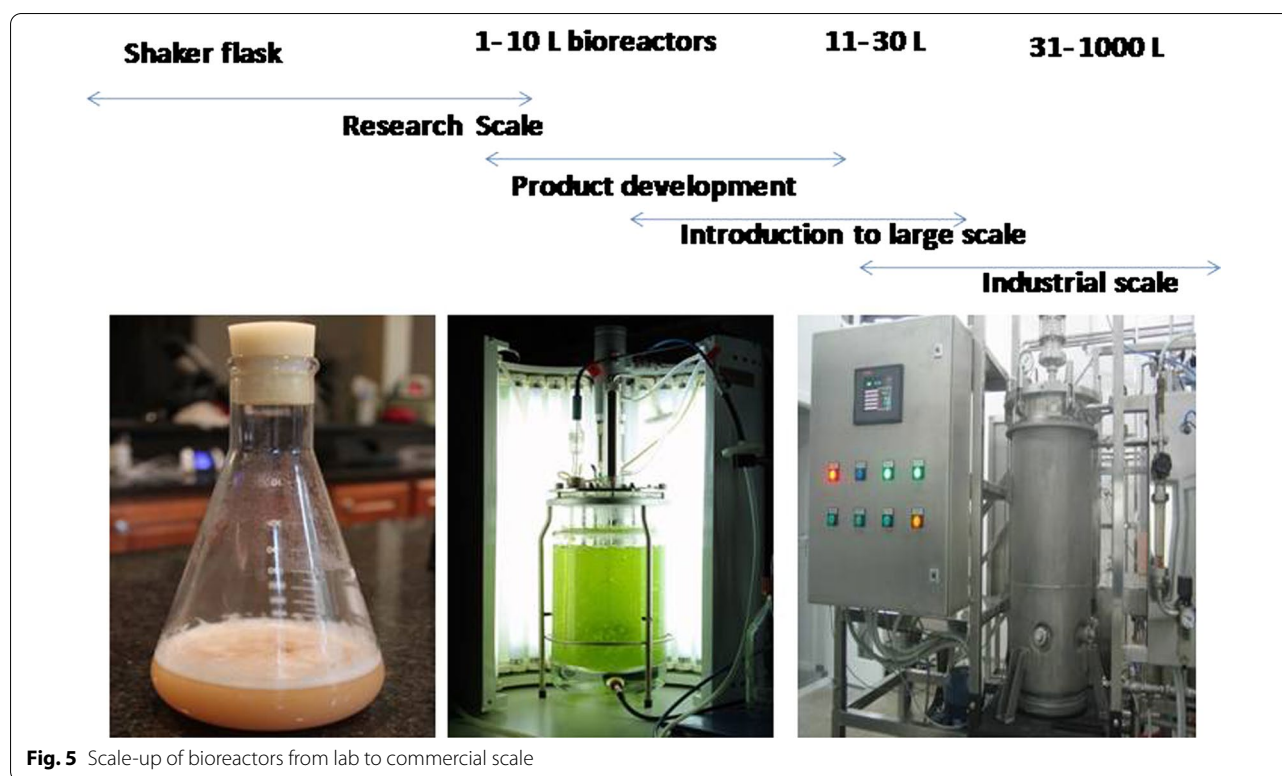 Shaker flask 1-10 L bioreactors 11-30 L 31-1000 L
Research Scale
Product development
Introduction to large scale
Industrial scale
Fig. 5 Scale-up of bioreactors from lab to commercial scale